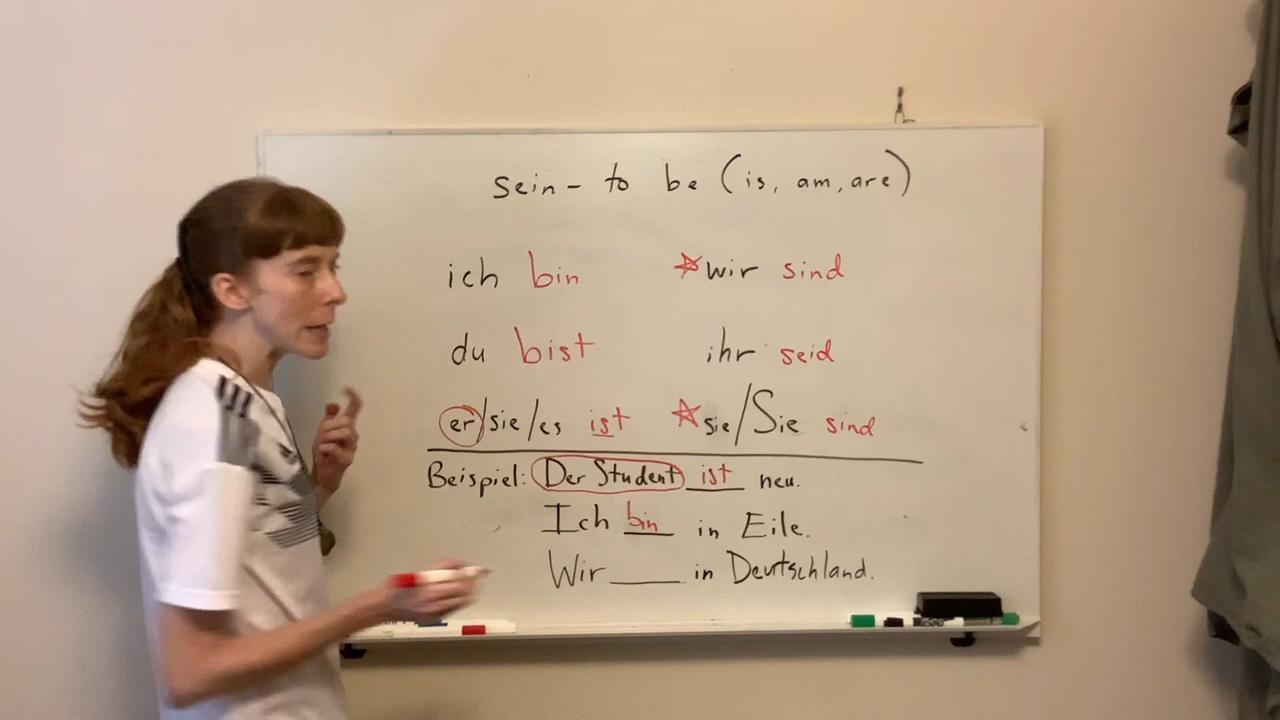 sein - to be (is, am, are)
ich bin ☆wir sind
du bist ihr seid
er/sie/es ist ☆sie/Sie sind
Beispiel: Der Student ist neu.
Ich bin in Eile.
Wir ____ in Deutschland.